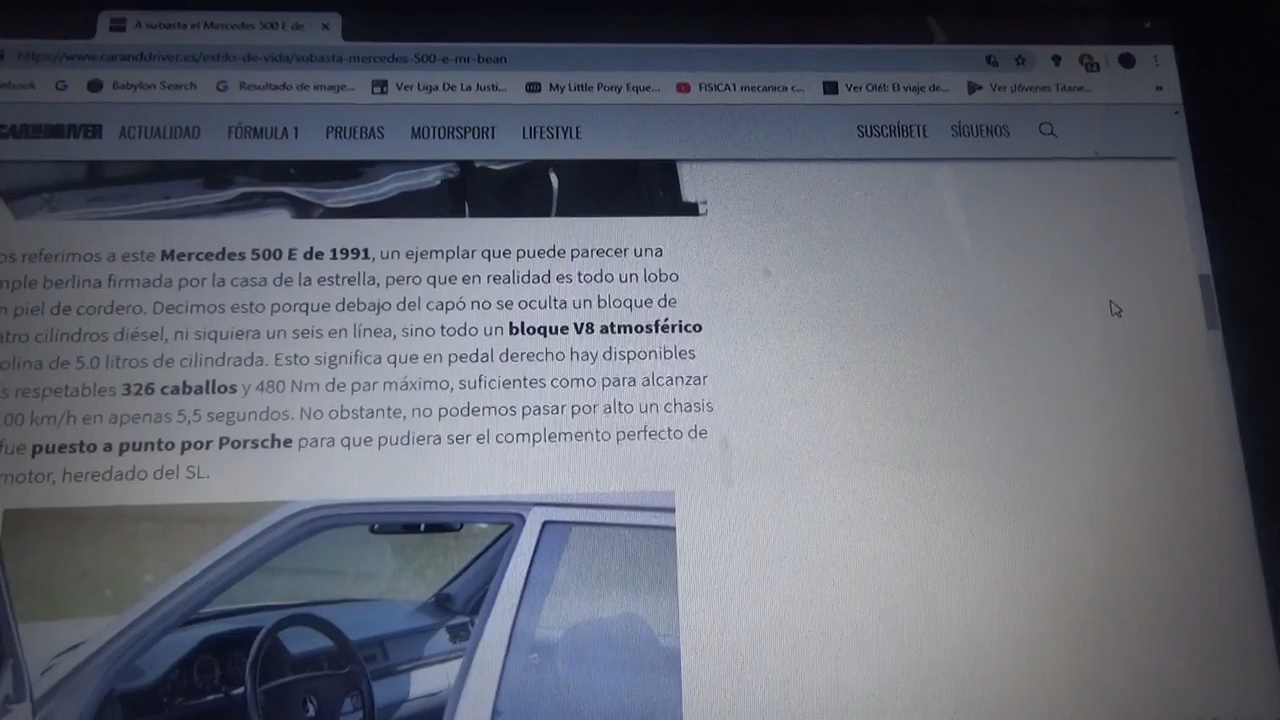 A subasta el Mercedes 500 E de
https://www.caranddriver.es/estilo-de-vida/subasta-mercedes-500-e-mr-bean
ebook Babylon Search Resultado de image... Ver Liga De La Justi... My Little Pony Eque... FISICA1 mecanica c... Ver Olé!: El viaje de... Ver ¡Jóvenes Titane... »
CAR AND DRIVER ACTUALIDAD FÓRMULA 1 PRUEBAS MOTORSPORT LIFESTYLE SUSCRÍBETE SÍGUENOS
os referimos a este Mercedes 500 E de 1991, un ejemplar que puede parecer una
mple berlina firmada por la casa de la estrella, pero que en realidad es todo un lobo
n piel de cordero. Decimos esto porque debajo del capó no se oculta un bloque de
atro cilindros diésel, ni siquiera un seis en línea, sino todo un bloque V8 atmosférico
olina de 5.0 litros de cilindrada. Esto significa que en pedal derecho hay disponibles
s respetables 326 caballos y 480 Nm de par máximo, suficientes como para alcanzar
00 km/h en apenas 5,5 segundos. No obstante, no podemos pasar por alto un chasis
fue puesto a punto por Porsche para que pudiera ser el complemento perfecto de
motor, heredado del SL.